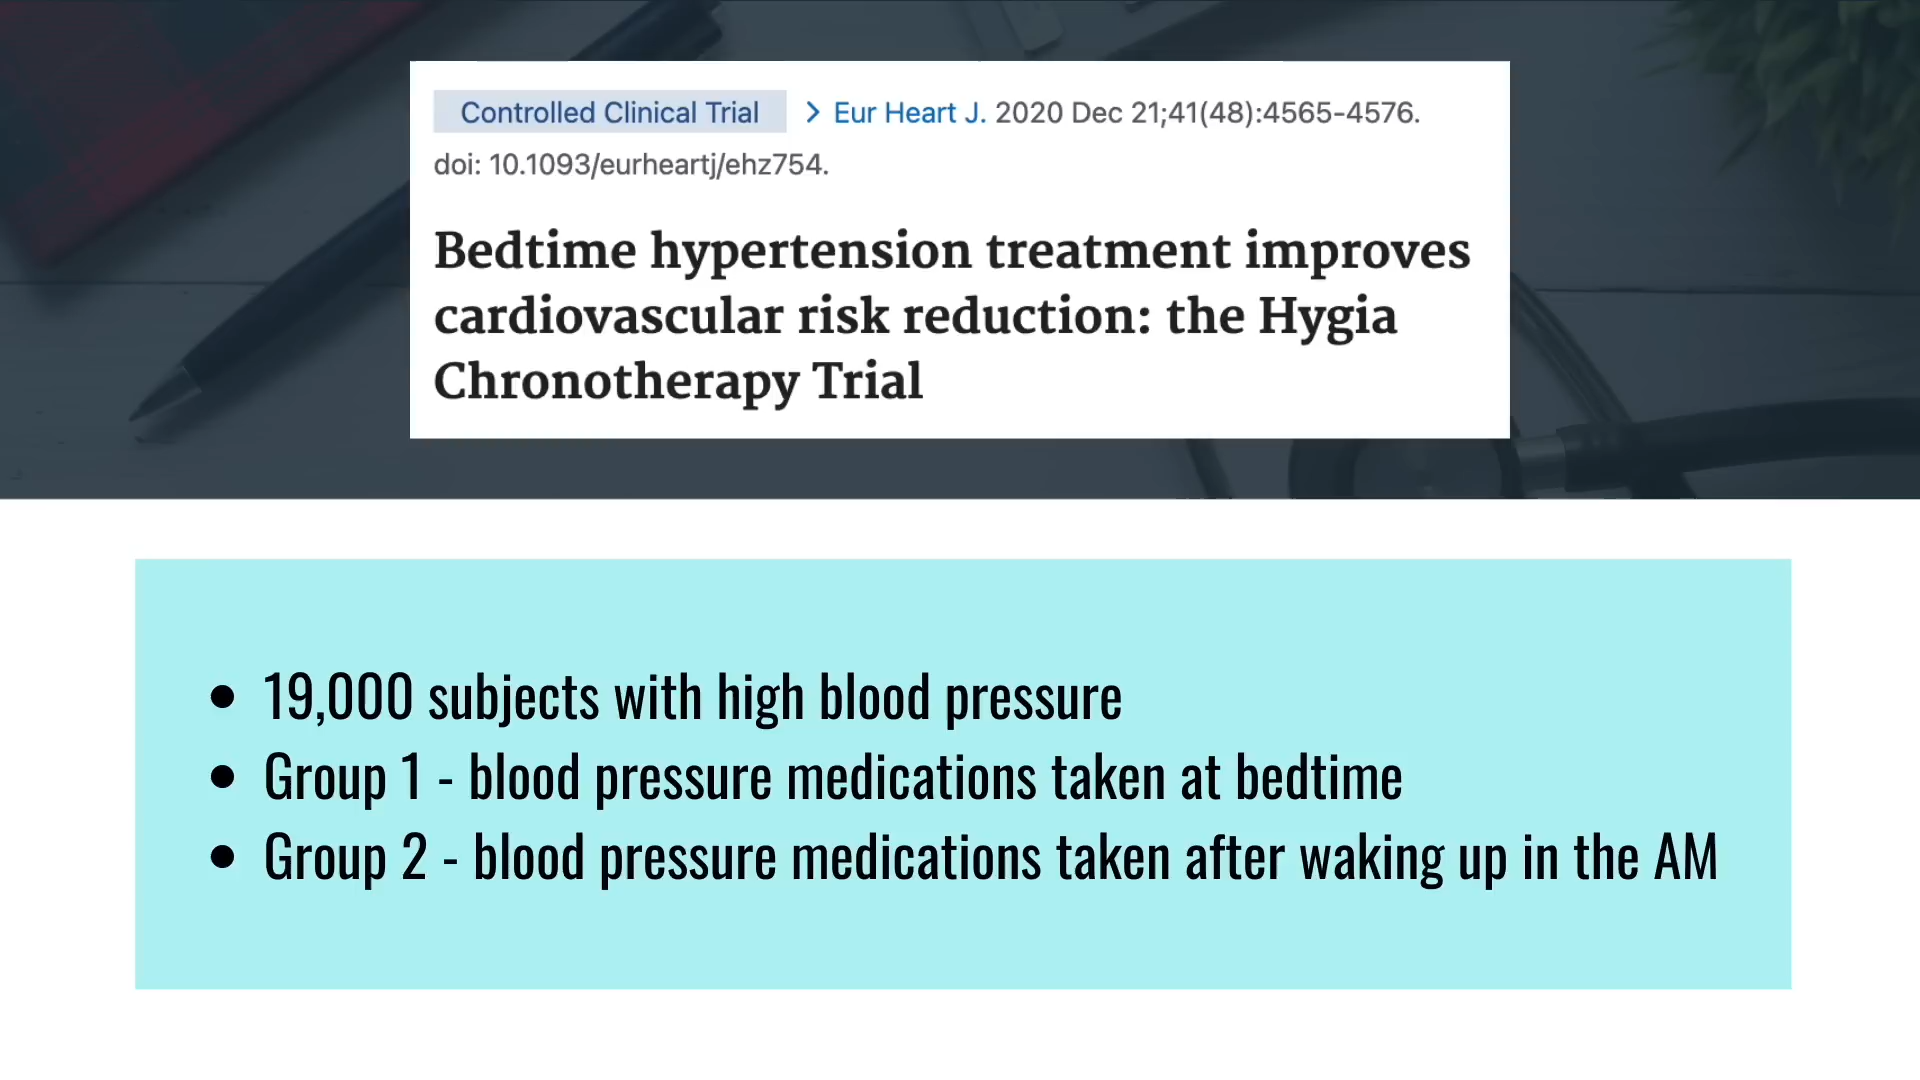 Controlled Clinical Trial > Eur Heart J. 2020 Dec 21;41(48):4565-4576.
doi: 10.1093/eurheartj/ehz754.
Bedtime hypertension treatment improves
cardiovascular risk reduction: the Hygia
Chronotherapy Trial
• 19,000 subjects with high blood pressure
• Group 1 - blood pressure medications taken at bedtime
• Group 2 - blood pressure medications taken after waking up in the AM